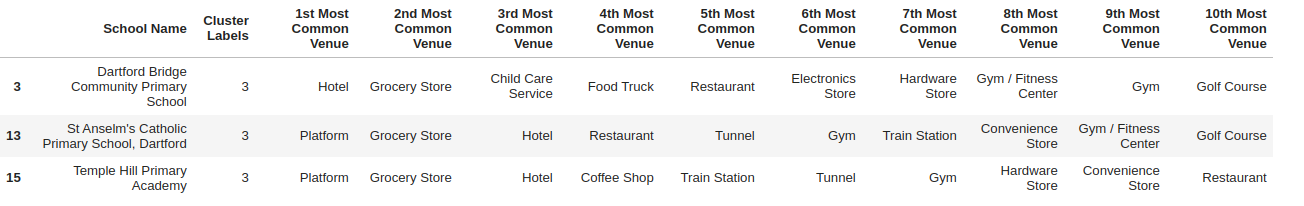 School Name Cluster Labels 1st Most Common Venue 2nd Most Common Venue 3rd Most Common Venue 4th Most Common Venue 5th Most Common Venue 6th Most Common Venue 7th Most Common Venue 8th Most Common Venue 9th Most Common Venue 10th Most Common Venue
3 Dartford Bridge Community Primary School 3 Hotel Grocery Store Child Care Service Food Truck Restaurant Electronics Store Hardware Store Gym / Fitness Center Gym Golf Course
13 St Anselm's Catholic Primary School, Dartford 3 Platform Grocery Store Hotel Restaurant Tunnel Gym Train Station Convenience Store Gym / Fitness Center Golf Course
15 Temple Hill Primary Academy 3 Platform Grocery Store Hotel Coffee Shop Train Station Tunnel Gym Hardware Store Convenience Store Restaurant